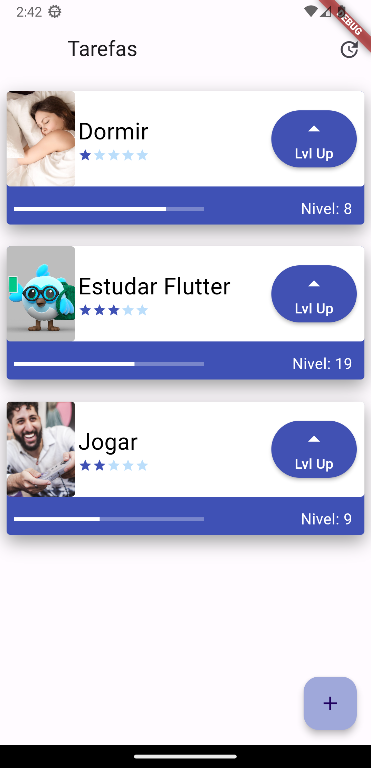 2:42
DEBUG
Tarefas
Dormir
Lvl Up
Nivel: 8
Estudar Flutter
Lvl Up
Nivel: 19
Jogar
Lvl Up
Nivel: 9
+